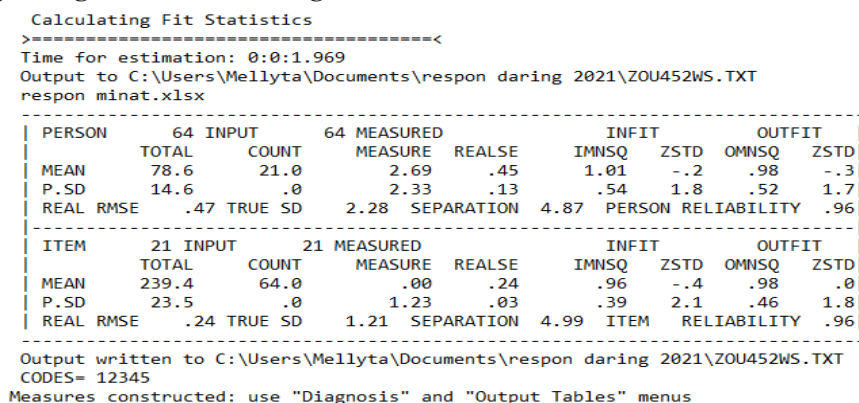 Calculating Fit Statistics
>=====================================<
Time for estimation: 0:0:1.969
Output to C:\Users\Mellyta\Documents\respon daring 2021\ZOU452WS.TXT
respon minat.xlsx
--------------------------------------------------------------------------------
| PERSON 64 INPUT 64 MEASURED INFIT OUTFIT |
| TOTAL COUNT MEASURE REALSE IMNSQ ZSTD OMNSQ ZSTD|
| MEAN 78.6 21.0 2.69 .45 1.01 -.2 .98 -.3|
| P.SD 14.6 .0 2.33 .13 .54 1.8 .52 1.7|
| REAL RMSE .47 TRUE SD 2.28 SEPARATION 4.87 PERSON RELIABILITY .96|
|-------------------------------------------------------------------------------
| ITEM 21 INPUT 21 MEASURED INFIT OUTFIT |
| TOTAL COUNT MEASURE REALSE IMNSQ ZSTD OMNSQ ZSTD|
| MEAN 239.4 64.0 .00 .24 .96 -.4 .98 .0|
| P.SD 23.5 .0 1.23 .03 .39 2.1 .46 1.8|
| REAL RMSE .24 TRUE SD 1.21 SEPARATION 4.99 ITEM RELIABILITY .96|
--------------------------------------------------------------------------------
Output written to C:\Users\Mellyta\Documents\respon daring 2021\ZOU452WS.TXT
CODES= 12345
Measures constructed: use "Diagnosis" and "Output Tables" menus